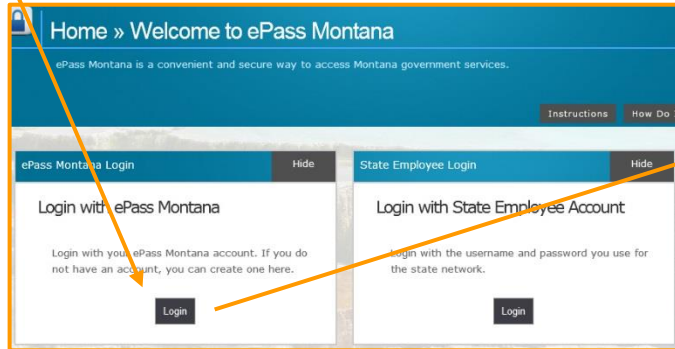 Home » Welcome to ePass Montana
ePass Montana is a convenient and secure way to access Montana government services.
Instructions How Do
ePass Montana Login Hide
Login with ePass Montana
Login with your ePass Montana account. If you do
not have an account, you can create one here.
Login
State Employee Login Hide
Login with State Employee Account
Login with the username and password you use for
the state network.
Login